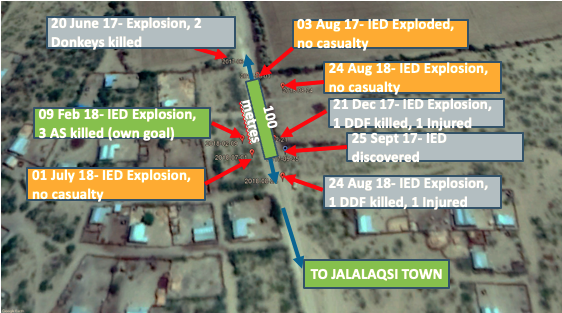 20 June 17- Explosion, 2
Donkeys killed
03 Aug 17- IED Exploded,
no casualty
24 Aug 18- IED Explosion,
no casualty
09 Feb 18- IED Explosion,
3 AS killed (own goal)
100
metres
21 Dec 17- IED Explosion,
1 DDF killed, 1 Injured
25 Sept 17- IED
discovered
01 July 18- IED Explosion,
no casualty
24 Aug 18- IED Explosion,
1 DDF killed, 1 Injured
TO JALALAQSI TOWN